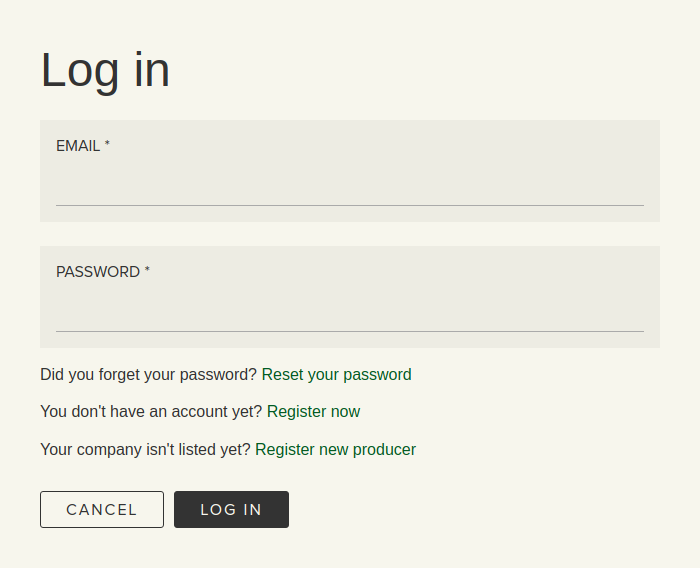 Log in
EMAIL *
PASSWORD *
Did you forget your password? Reset your password
You don't have an account yet? Register now
Your company isn't listed yet? Register new producer
CANCEL LOG IN